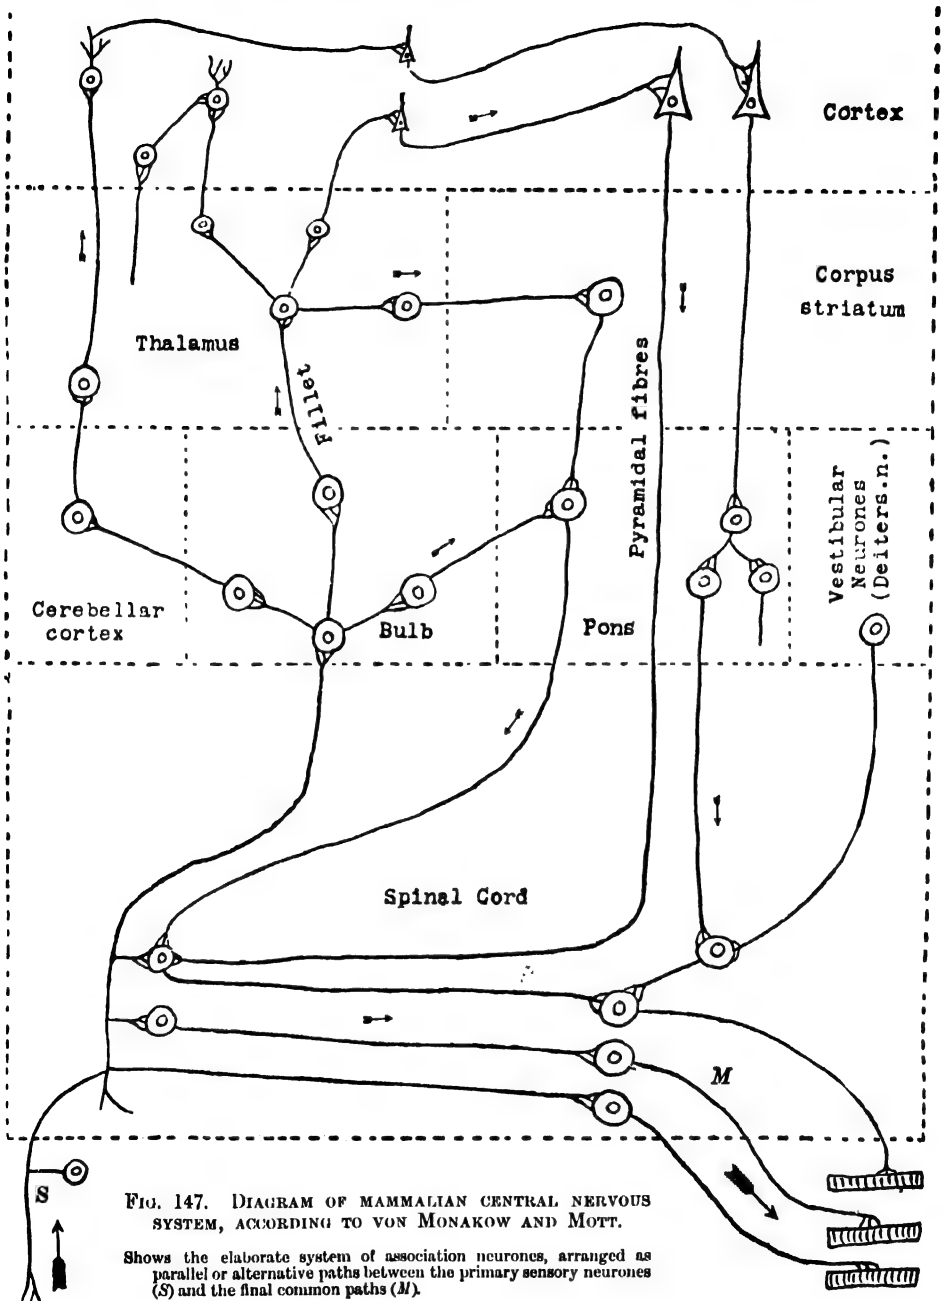 Cortex
Corpus
striatum
Thalamus
Fillet
Pyramidal fibres
Vestibular
Neurones
(Deiters.n.)
Cerebellar
cortex
Bulb
Pons
Spinal Cord
M
S
FIG. 147. DIAGRAM OF MAMMALIAN CENTRAL NERVOUS
SYSTEM, ACCORDING TO VON MONAKOW AND MOTT.
Shows the elaborate system of association neurones, arranged as
parallel or alternative paths between the primary sensory neurones
(S) and the final common paths (M).